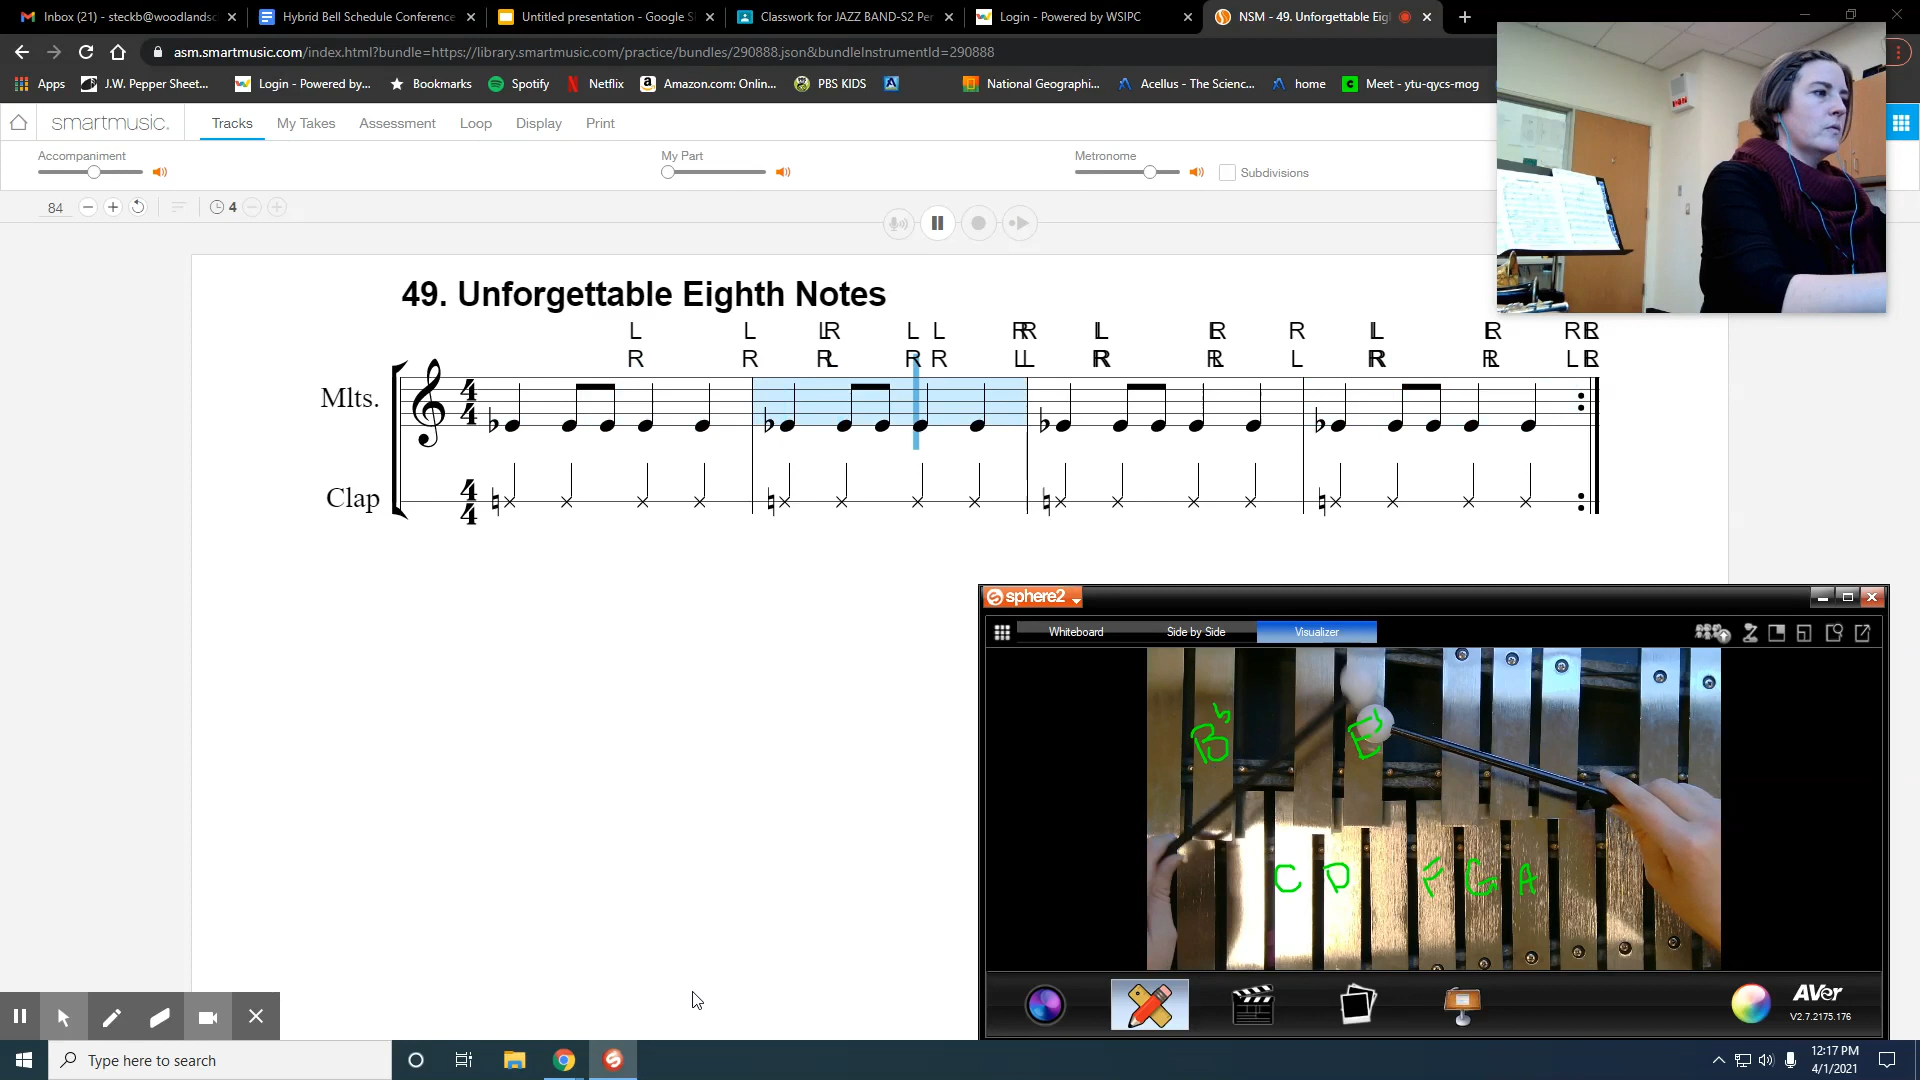 Inbox (21) - steckb@woodlandsc
Hybrid Bell Schedule Conference
Untitled presentation - Google S
Classwork for JAZZ BAND-S2 Per
Login - Powered by WSIPC
NSM - 49. Unforgettable Eigh
asm.smartmusic.com/index.html?bundle=https://library.smartmusic.com/practice/bundles/290888.json&bundleInstrumentId=290888
Apps
J.W. Pepper Sheet...
Login - Powered by...
Bookmarks
Spotify
Netflix
Amazon.com: Onlin...
PBS KIDS
National Geographi...
Acellus - The Scienc...
home
Meet - ytu-qycs-mog
smartmusic.
Tracks
My Takes
Assessment
Loop
Display
Print
Accompaniment
My Part
Metronome
Subdivisions
84
4
49. Unforgettable Eighth Notes
L L L R L L R L R L R R L
R R R R R L R L R L
Mlts.
4
4
Clap
4
4
sphere2
Whiteboard
Side by Side
Visualizer
B♭ E♭
C D F G A
AVer
V2.7.2175.176
Type here to search
12:17 PM
4/1/2021